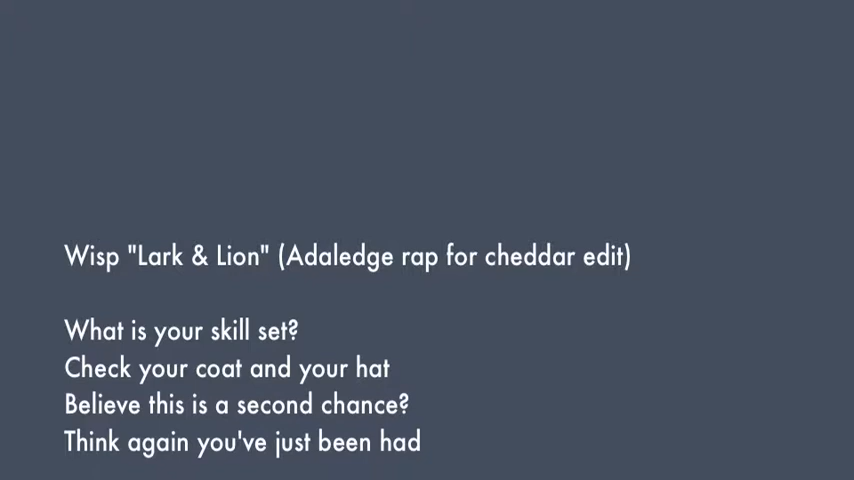 Wisp "Lark & Lion" (Adaledge rap for cheddar edit)
What is your skill set?
Check your coat and your hat
Believe this is a second chance?
Think again you've just been had